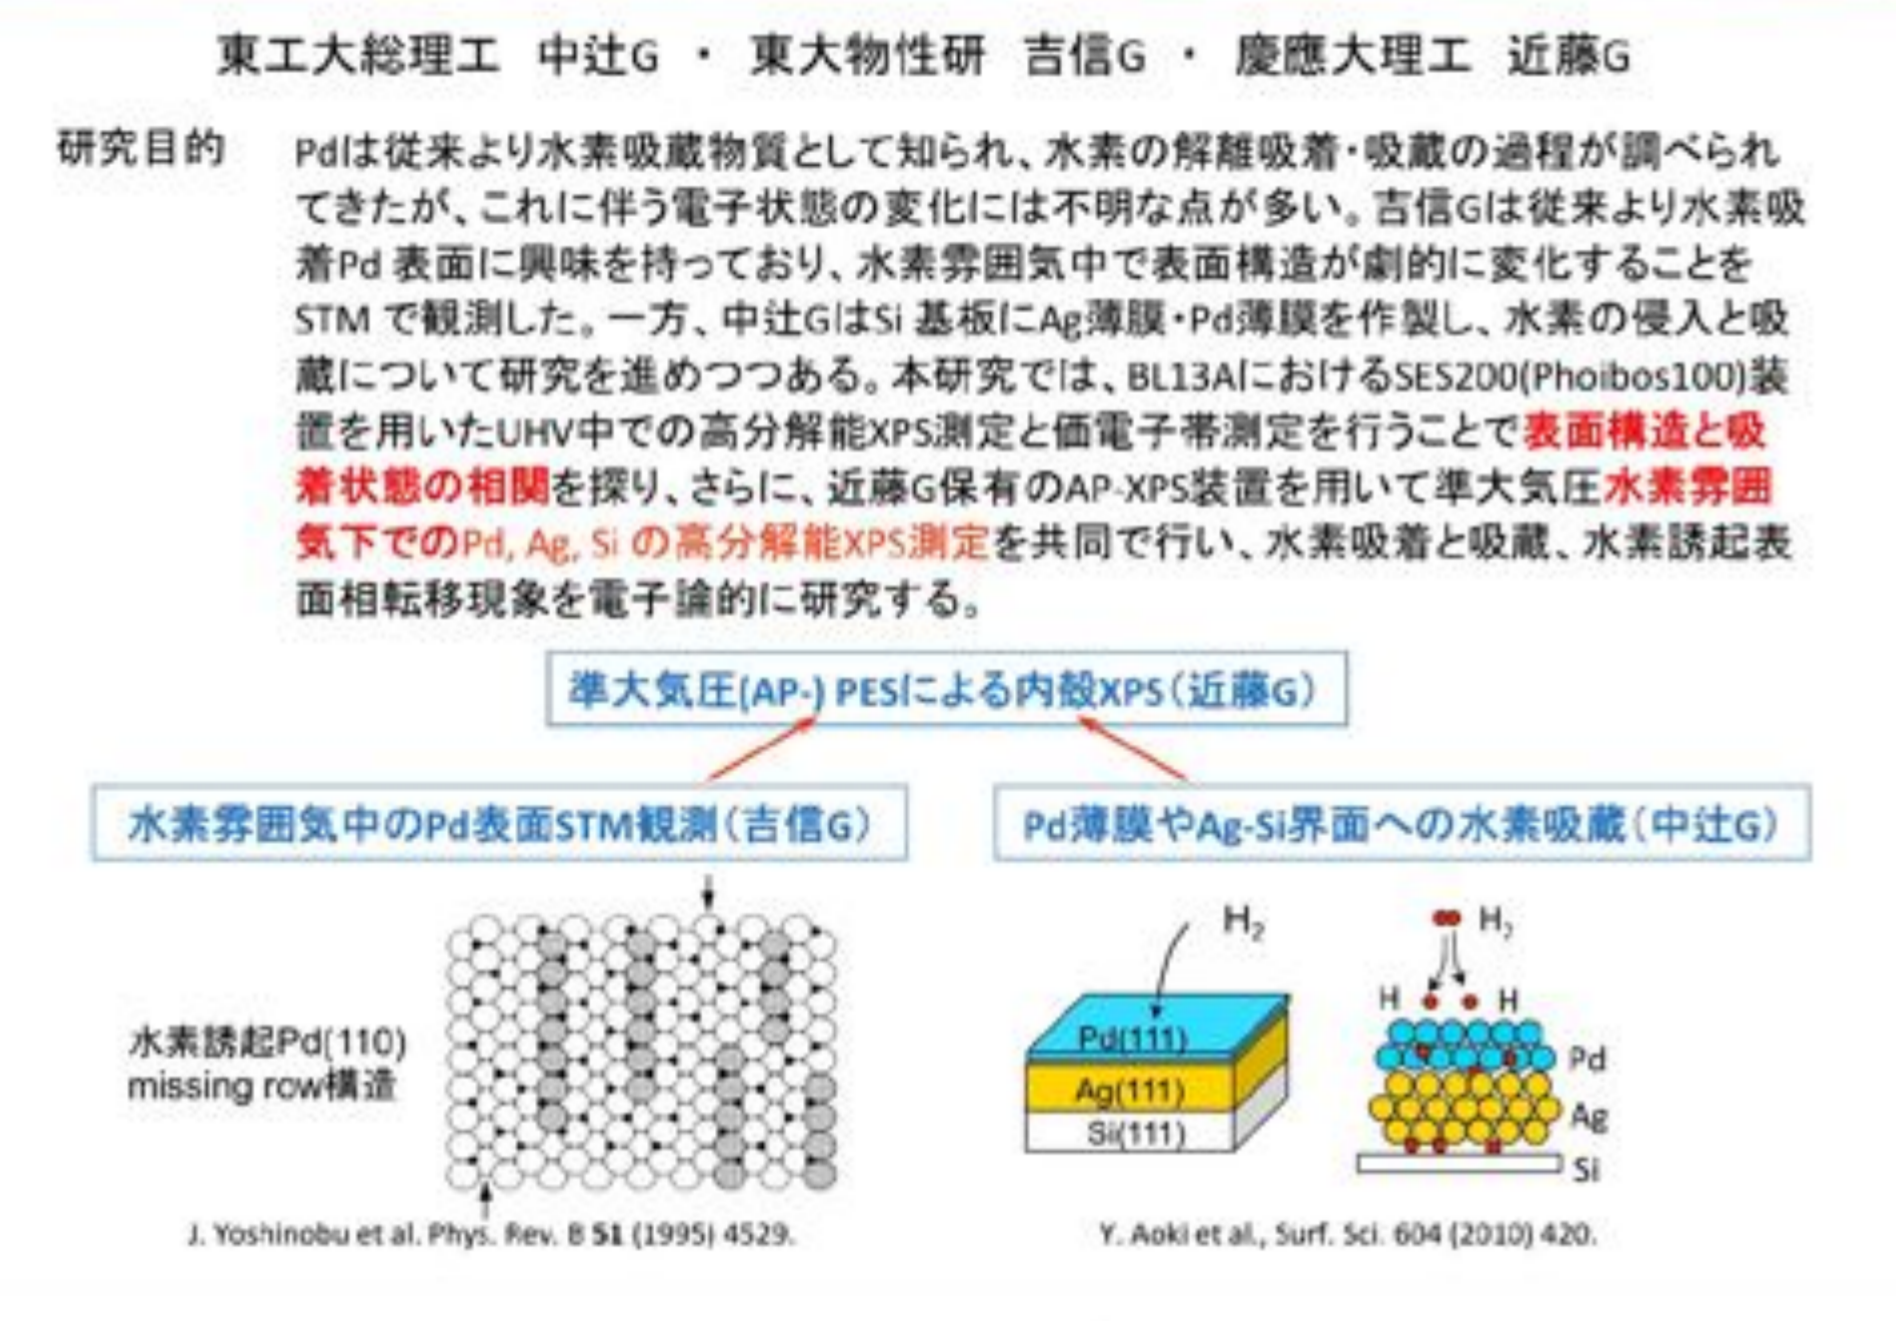 東工大総理工 中辻G ・ 東大物性研 吉信G ・ 慶應大理工 近藤G
研究目的
Pdは従来より水素吸蔵物質として知られ、水素の解離吸着・吸蔵の過程が調べられ
てきたが、これに伴う電子状態の変化には不明な点が多い。吉信Gは従来より水素吸
着Pd 表面に興味を持っており、水素雰囲気中で表面構造が劇的に変化することを
STM で観測した。一方、中辻GはSi 基板にAg薄膜・Pd薄膜を作製し、水素の侵入と吸
蔵について研究を進めつつある。本研究では、BL13AにおけるSES200(Phoibos100)装
置を用いたUHV中での高分解能XPS測定と価電子帯測定を行うことで表面構造と吸
着状態の相関を探り、さらに、近藤G保有のAP-XPS装置を用いて準大気圧水素雰囲
気下でのPd, Ag, Si の高分解能XPS測定を共同で行い、水素吸着と吸蔵、水素誘起表
面相転移現象を電子論的に研究する。
準大気圧(AP-) PESによる内殻XPS（近藤G）
水素雰囲気中のPd表面STM観測（吉信G）
Pd薄膜やAg-Si界面への水素吸蔵（中辻G）
水素誘起Pd(110)
missing row構造
H2
Pd(111)
Ag(111)
Si(111)
H2
H H
Pd
Ag
Si
J. Yoshinobu et al. Phys. Rev. B 51 (1995) 4529.
Y. Aoki et al., Surf. Sci. 604 (2010) 420.